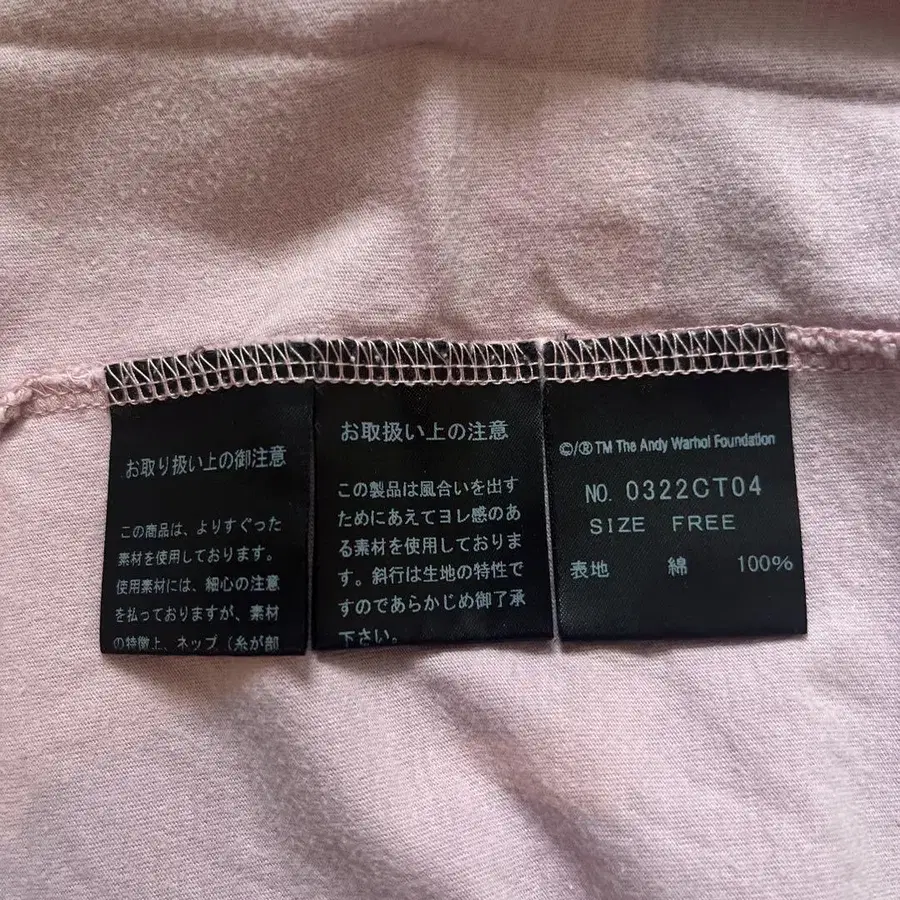 お取り扱い上の御注意
この商品は、よりすぐった
素材を使用しております。
使用素材には、細心の注意
を払っておりますが、素材
の特徴上、ネップ（糸が部
お取扱い上の注意
この製品は風合いを出す
ためにあえてヨレ感のあ
る素材を使用しておりま
す。斜行は生地の特性で
すのであらかじめ御了承
下さい。
©/® TM The Andy Warhol Foundation
NO. 0322CT04
SIZE FREE
表地 綿 100%